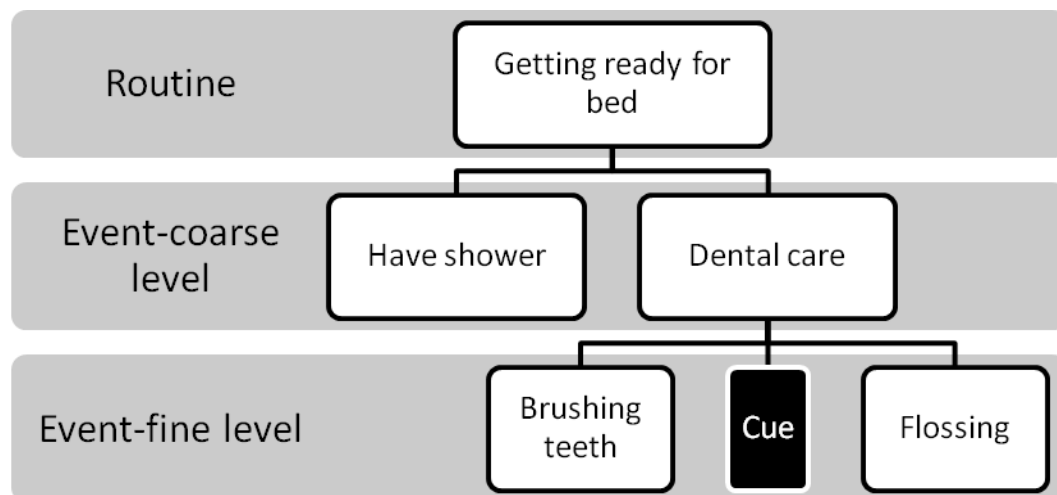 Routine
Getting ready for
bed
Event-coarse
level
Have shower
Dental care
Event-fine level
Brushing
teeth
Cue
Flossing